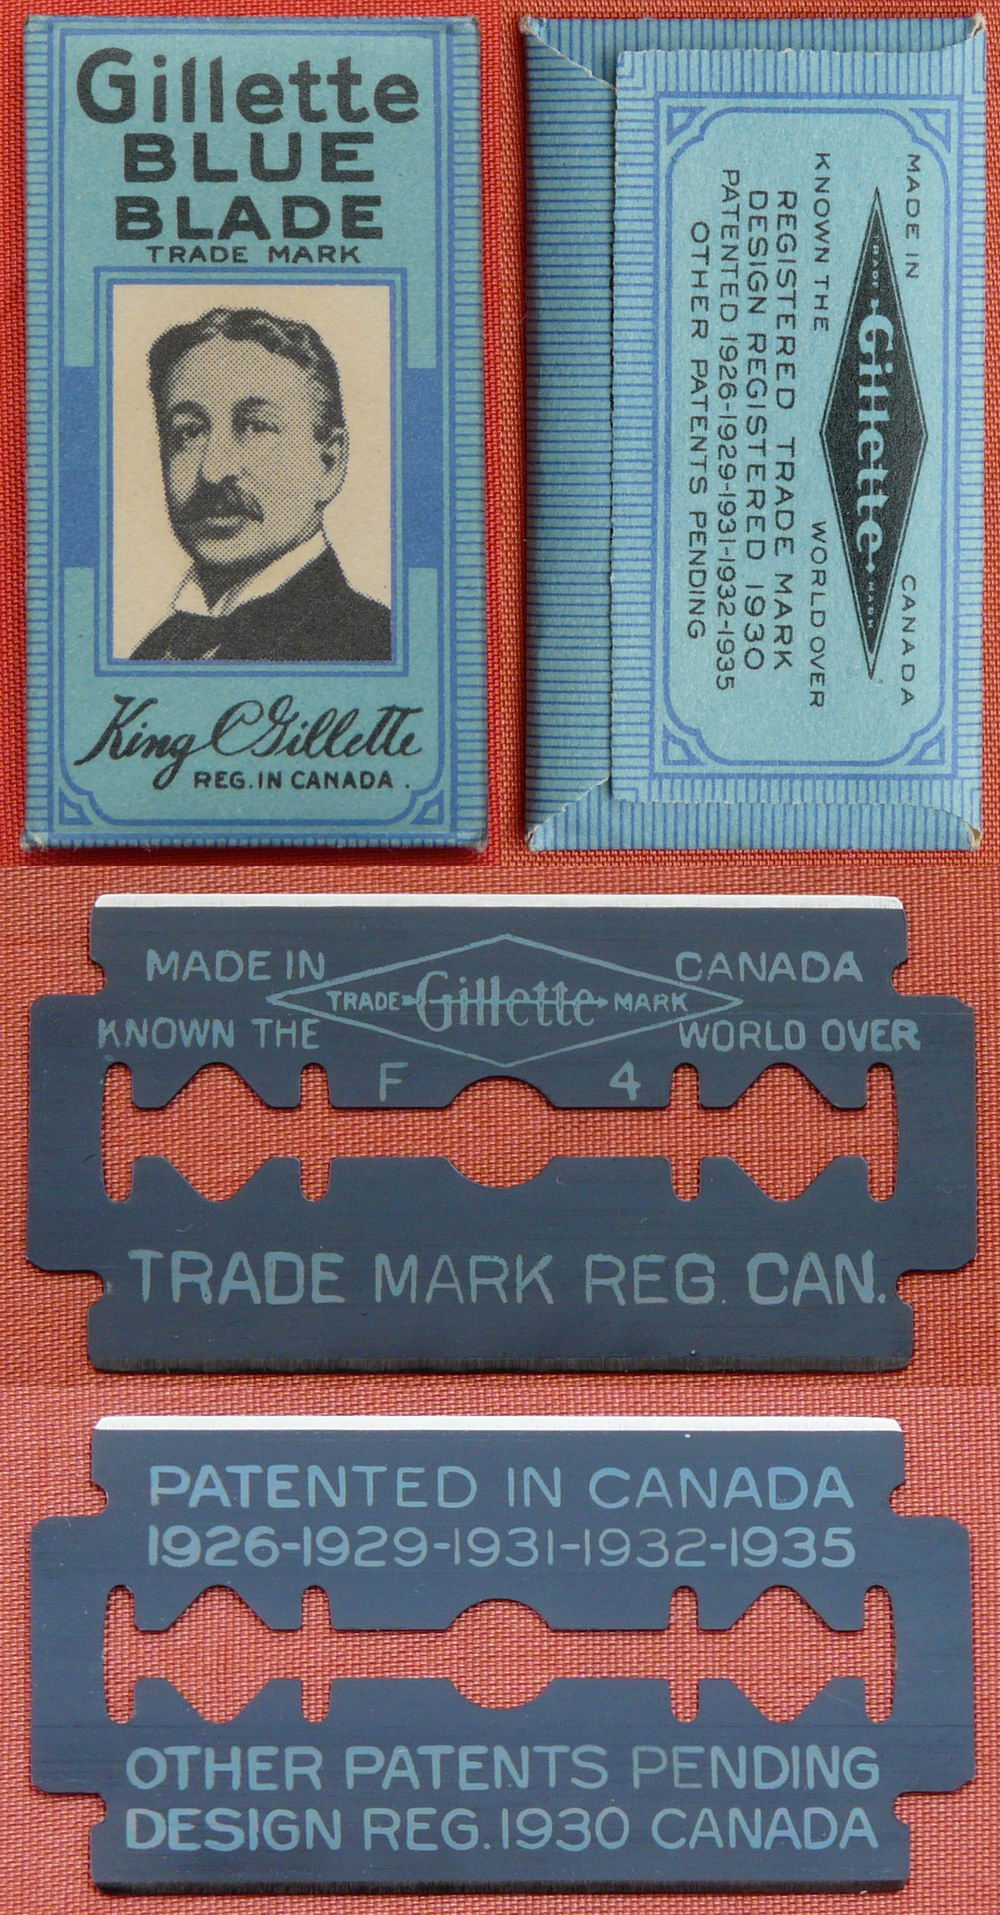 Gillette
BLUE
BLADE
TRADE MARK
King C Gillette
REG. IN CANADA.
MADE IN CANADA
TRADE Gillette MARK
KNOWN THE WORLD OVER
REGISTERED TRADE MARK
DESIGN REGISTERED 1930
PATENTED 1926-1929-1931-1932-1935
OTHER PATENTS PENDING
MADE IN CANADA
TRADE Gillette MARK
KNOWN THE WORLD OVER
F 4
TRADE MARK REG. CAN.
PATENTED IN CANADA
1926-1929-1931-1932-1935
OTHER PATENTS PENDING
DESIGN REG. 1930 CANADA